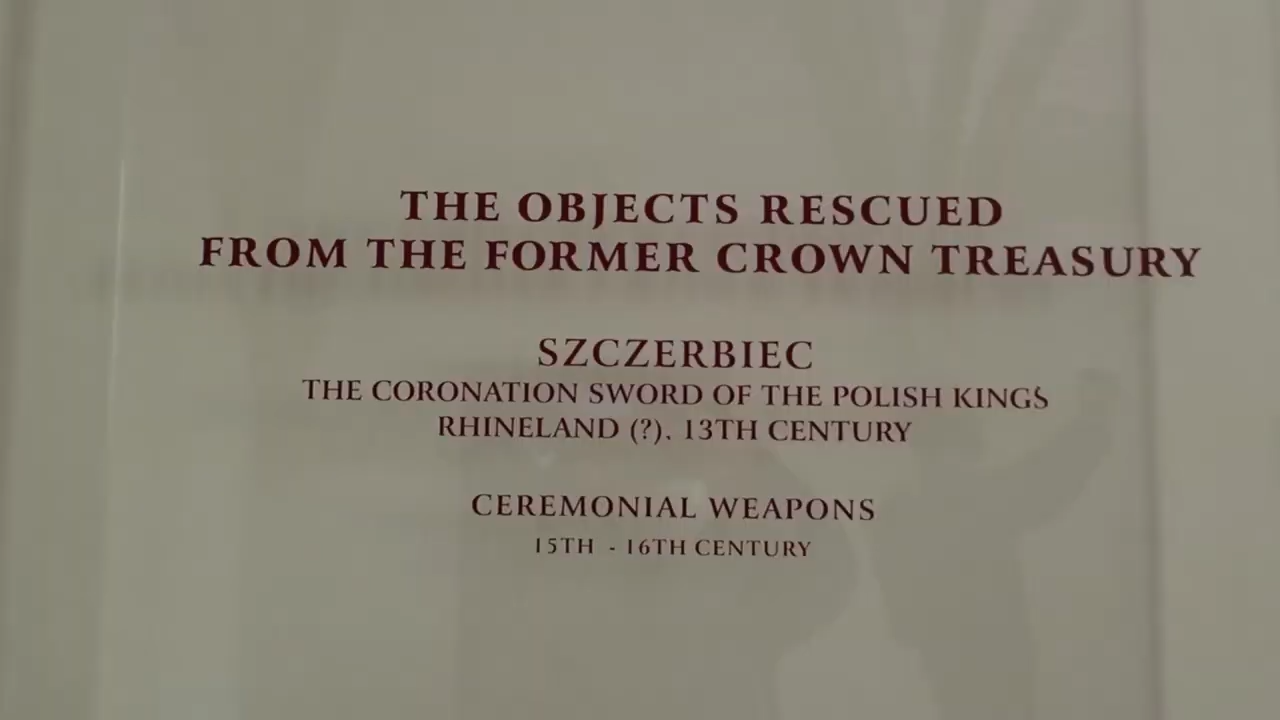 THE OBJECTS RESCUED
FROM THE FORMER CROWN TREASURY
SZCZERBIEC
THE CORONATION SWORD OF THE POLISH KINGS
RHINELAND (?). 13TH CENTURY
CEREMONIAL WEAPONS
15TH - 16TH CENTURY